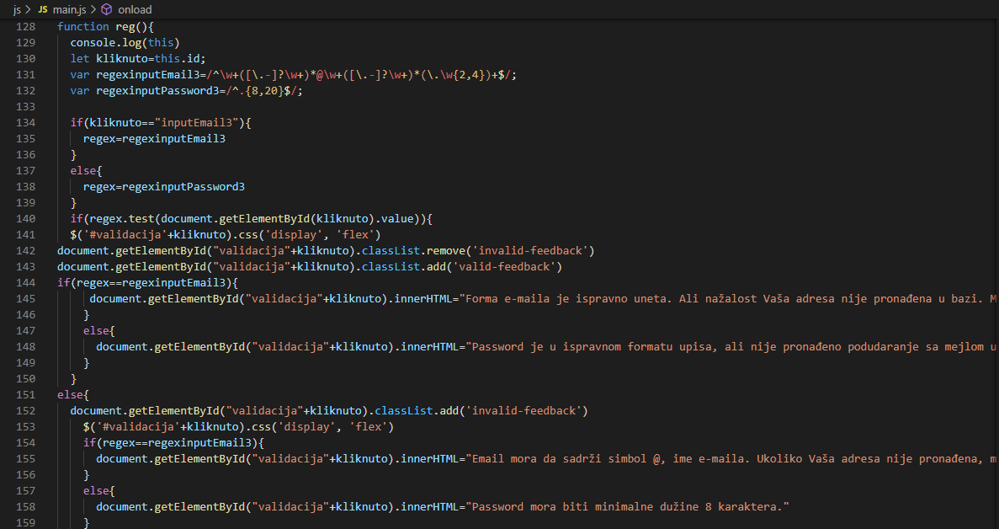 js > JS main.js > onload
128 function reg(){
129 console.log(this)
130 let kliknuto=this.id;
131 var regexinputEmail3=/^\w+([\.-]?\w+)*@\w+([\.-]?\w+)*(\.\w{2,4})+$/;
132 var regexinputPassword3=/^.{8,20}$/;
133
134 if(kliknuto=="inputEmail3"){
135 regex=regexinputEmail3
136 }
137 else{
138 regex=regexinputPassword3
139 }
140 if(regex.test(document.getElementById(kliknuto).value)){
141 $('#validacija'+kliknuto).css('display', 'flex')
142 document.getElementById("validacija"+kliknuto).classList.remove('invalid-feedback')
143 document.getElementById("validacija"+kliknuto).classList.add('valid-feedback')
144 if(regex==regexinputEmail3){
145 document.getElementById("validacija"+kliknuto).innerHTML="Forma e-maila je ispravno uneta. Ali nažalost Vaša adresa nije pronađena u bazi. M
146 }
147 else{
148 document.getElementById("validacija"+kliknuto).innerHTML="Password je u ispravnom formatu upisa, ali nije pronađeno podudaranje sa mejlom u
149 }
150 }
151 else{
152 document.getElementById("validacija"+kliknuto).classList.add('invalid-feedback')
153 $('#validacija'+kliknuto).css('display', 'flex')
154 if(regex==regexinputEmail3){
155 document.getElementById("validacija"+kliknuto).innerHTML="Email mora da sadrži simbol @, ime e-maila. Ukoliko Vaša adresa nije pronađena, m
156 }
157 else{
158 document.getElementById("validacija"+kliknuto).innerHTML="Password mora biti minimalne dužine 8 karaktera."
159 }